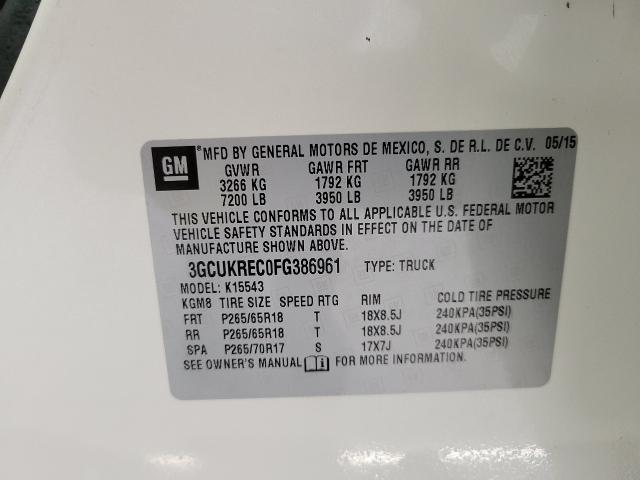 GM ® MFD BY GENERAL MOTORS DE MEXICO, S. DE R.L. DE C.V. 05/15
GVWR GAWR FRT GAWR RR
3266 KG 1792 KG 1792 KG
7200 LB 3950 LB 3950 LB
THIS VEHICLE CONFORMS TO ALL APPLICABLE U.S. FEDERAL MOTOR
VEHICLE SAFETY STANDARDS IN EFFECT ON THE DATE OF
MANUFACTURE SHOWN ABOVE.
3GCUKREC0FG386961 TYPE: TRUCK
MODEL: K15543
KGM8 TIRE SIZE SPEED RTG RIM COLD TIRE PRESSURE
FRT P265/65R18 T 18X8.5J 240KPA(35PSI)
RR P265/65R18 T 18X8.5J 240KPA(35PSI)
SPA P265/70R17 S 17X7J 240KPA(35PSI)
SEE OWNER'S MANUAL i FOR MORE INFORMATION.